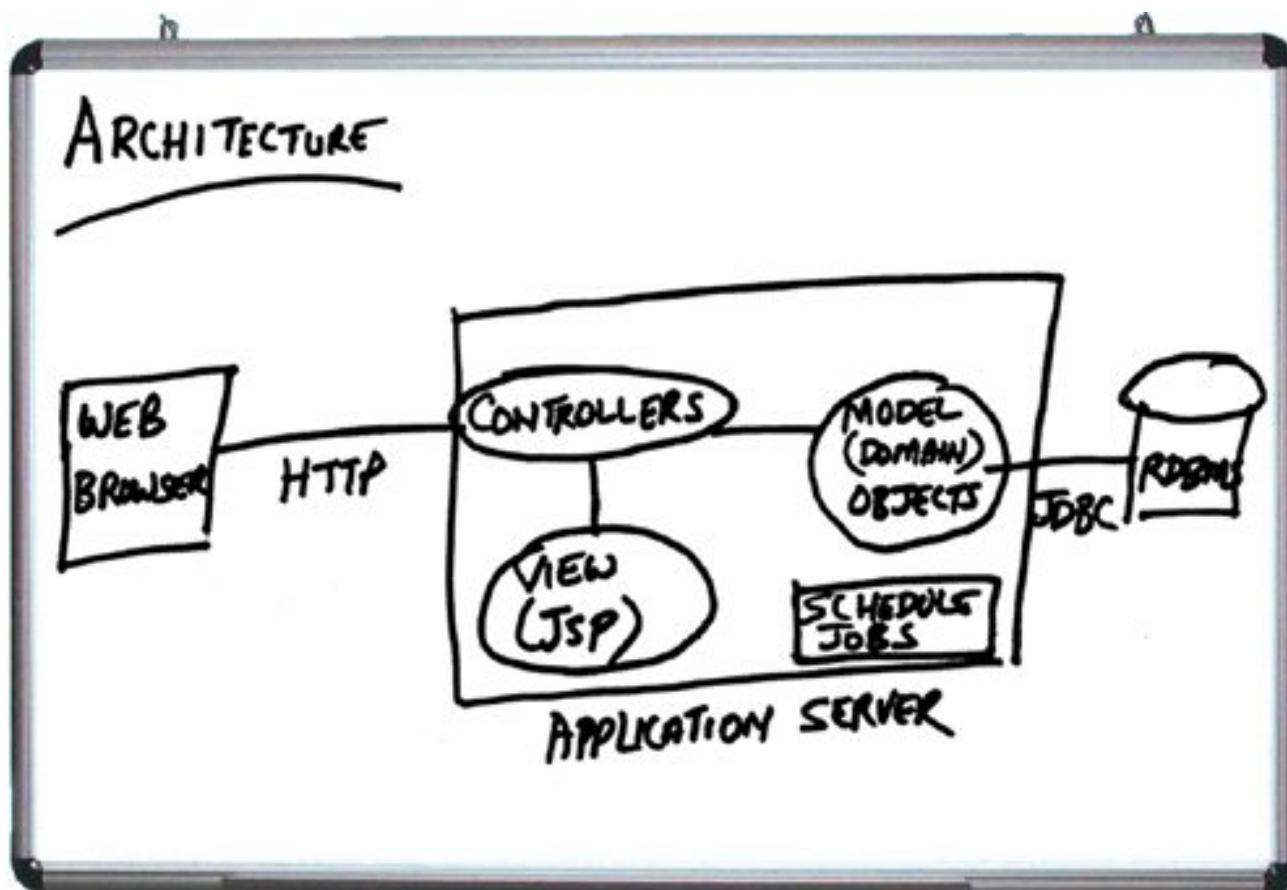 ARCHITECTURE
WEB
BROWSER
HTTP
CONTROLLERS
VIEW
(JSP)
MODEL
(DOMAIN)
OBJECTS
SCHEDULE
JOBS
APPLICATION SERVER
JDBC
RDBMS